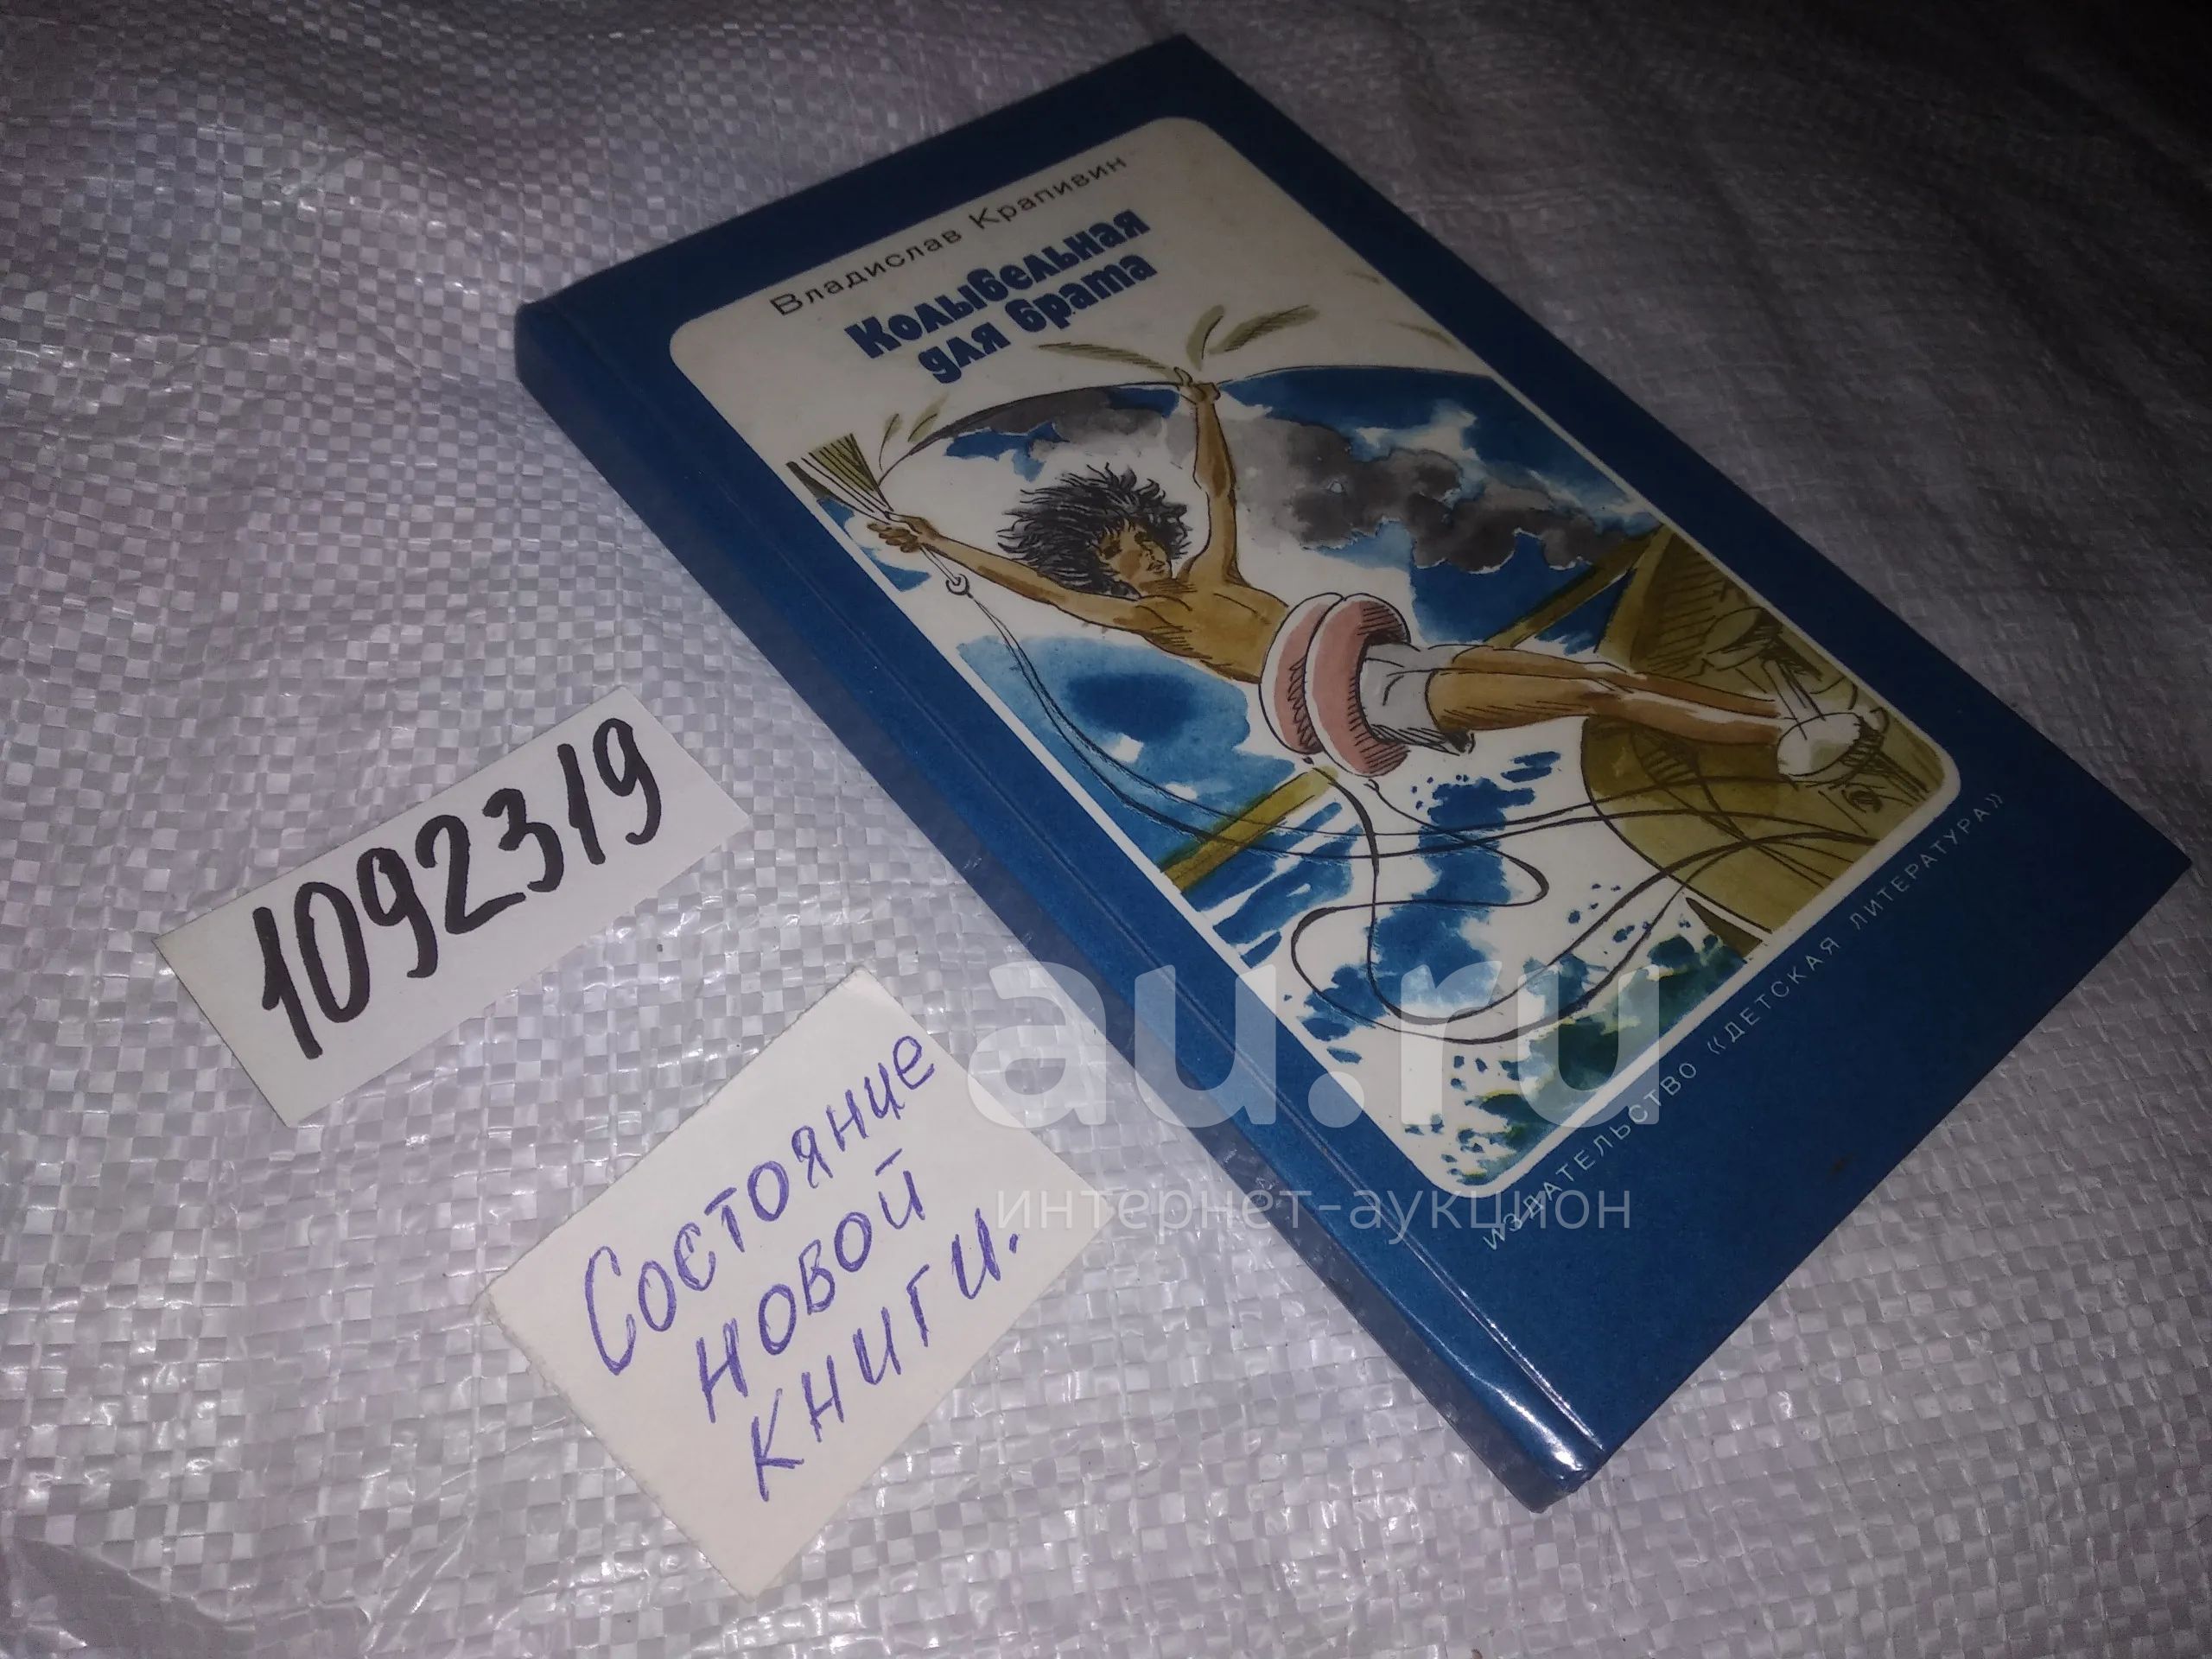 Владислав Крапивин
Колыбельная
для брата
ИЗДАТЕЛЬСТВО «ДЕТСКАЯ ЛИТЕРАТУРА»
1092319
Состояние
новой
книги.
au.ru
интернет-аукцион